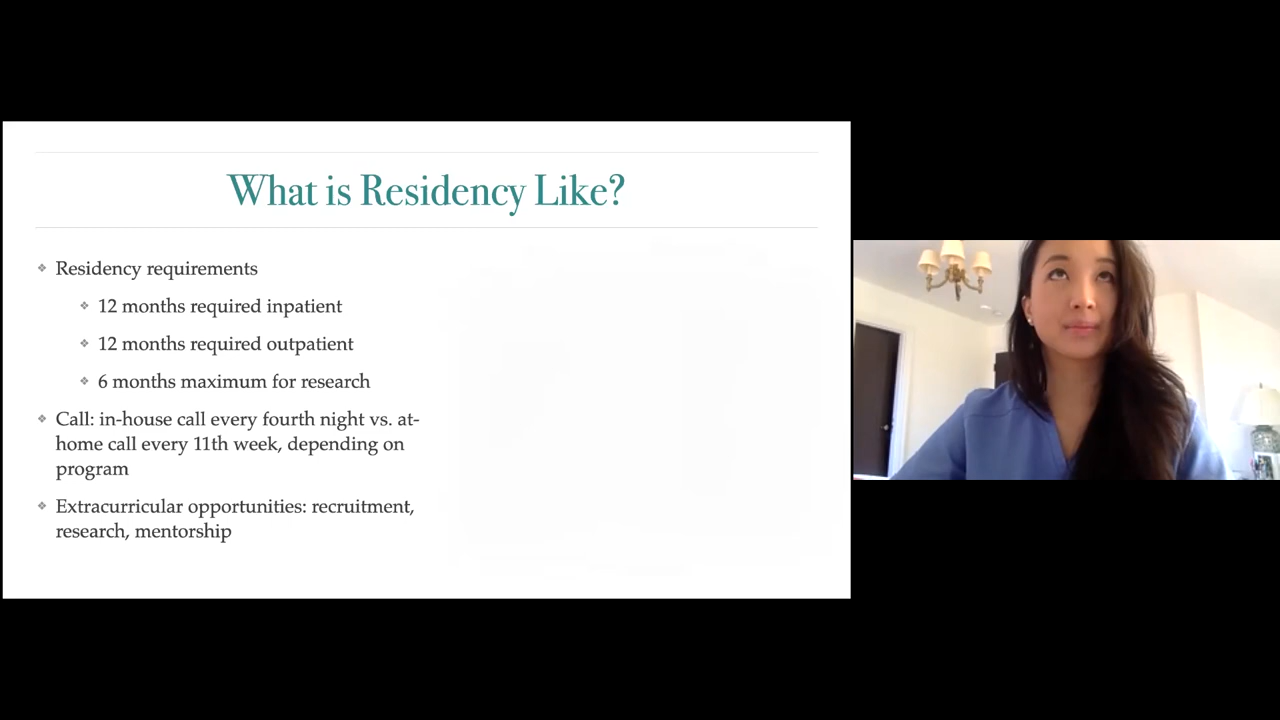 What is Residency Like?
Residency requirements
12 months required inpatient
12 months required outpatient
6 months maximum for research
Call: in-house call every fourth night vs. at-
home call every 11th week, depending on
program
Extracurricular opportunities: recruitment,
research, mentorship